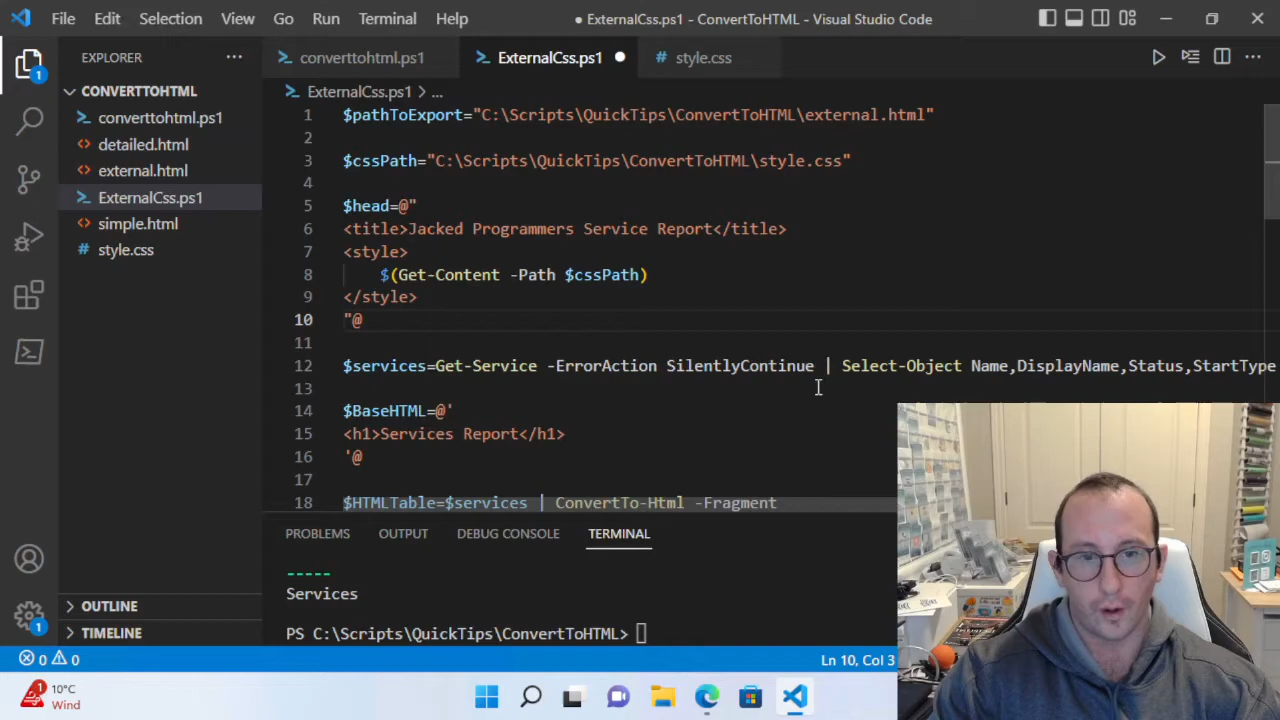 File Edit Selection View Go Run Terminal Help
● ExternalCss.ps1 - ConvertToHTML - Visual Studio Code
EXPLORER
converttohtml.ps1
ExternalCss.ps1
style.css
1
CONVERTTOHTML
converttohtml.ps1
detailed.html
external.html
ExternalCss.ps1
simple.html
style.css
ExternalCss.ps1 > ...
1 $pathToExport="C:\Scripts\QuickTips\ConvertToHTML\external.html"
2
3 $cssPath="C:\Scripts\QuickTips\ConvertToHTML\style.css"
4
5 $head=@"
6 <title>Jacked Programmers Service Report</title>
7 <style>
8 $(Get-Content -Path $cssPath)
9 </style>
10 "@
11
12 $services=Get-Service -ErrorAction SilentlyContinue | Select-Object Name,DisplayName,Status,StartType
13
14 $BaseHTML=@'
15 <h1>Services Report</h1>
16 '@
17
18 $HTMLTable=$services | ConvertTo-Html -Fragment
PROBLEMS OUTPUT DEBUG CONSOLE TERMINAL
-----
Services
PS C:\Scripts\QuickTips\ConvertToHTML>
OUTLINE
TIMELINE
1
0 0
Ln 10, Col 3
1
10°C
Wind